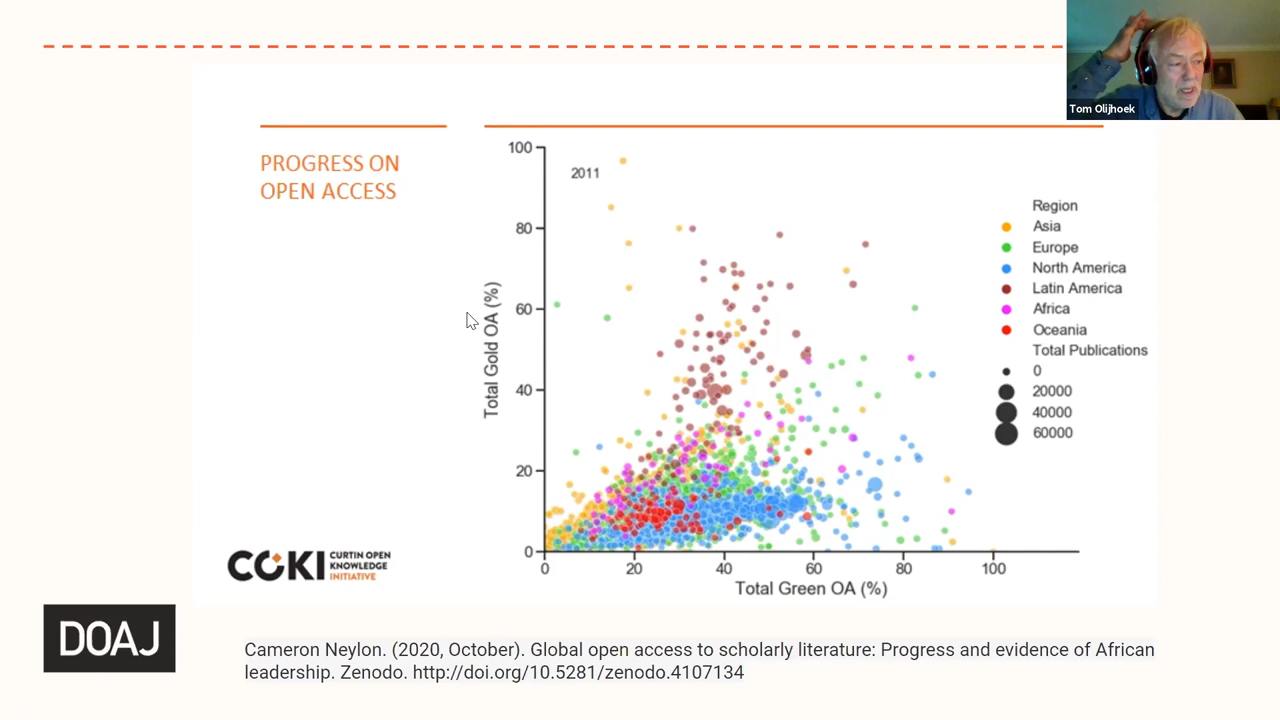 Tom Olijhoek
PROGRESS ON
OPEN ACCESS
100
80
60
40
20
0
Total Gold OA (%)
2011
Region
Asia
Europe
North America
Latin America
Africa
Oceania
Total Publications
0
20000
40000
60000
0
20
40
60
80
100
Total Green OA (%)
COKI
CURTIN OPEN
KNOWLEDGE
INITIATIVE
DOAJ
Cameron Neylon. (2020, October). Global open access to scholarly literature: Progress and evidence of African
leadership. Zenodo. http://doi.org/10.5281/zenodo.4107134